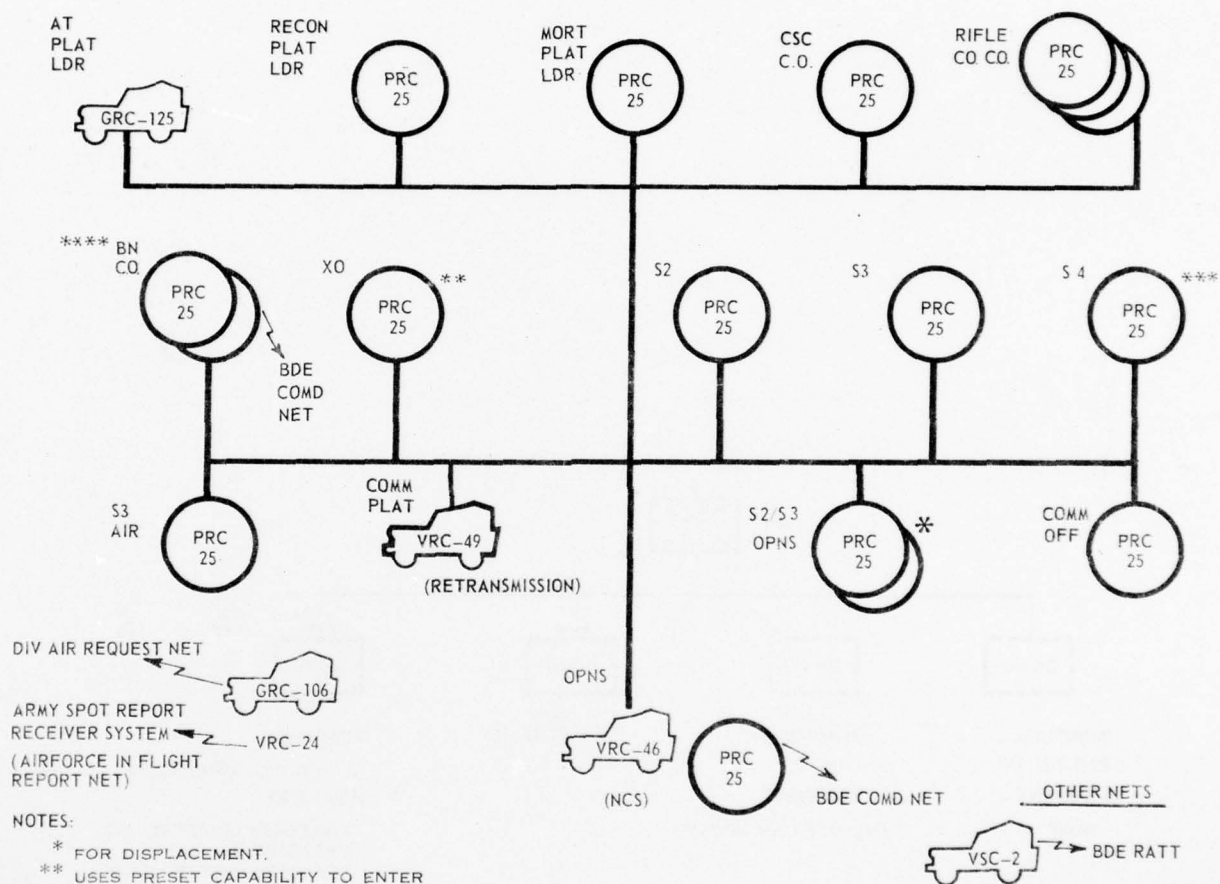 AT
PLAT
LDR
GRC-125
RECON
PLAT
LDR
PRC
25
MORT
PLAT
LDR
PRC
25
CSC
C.O.
PRC
25
RIFLE
CO. CO.
PRC
25
**** BN
C.O.
PRC
25
BDE
COMD
NET
XO
**
PRC
25
S2
PRC
25
S3
PRC
25
S 4
***
PRC
25
S3
AIR
PRC
25
COMM
PLAT
VRC-49
(RETRANSMISSION)
S2/S3
OPNS
*
PRC
25
COMM
OFF
PRC
25
DIV AIR REQUEST NET
GRC-106
ARMY SPOT REPORT
RECEIVER SYSTEM
VRC-24
(AIRFORCE IN FLIGHT
REPORT NET)
OPNS
VRC-46
(NCS)
PRC
25
BDE COMD NET
OTHER NETS
VSC-2
BDE RATT
NOTES:
* FOR DISPLACEMENT.
** USES PRESET CAPABILITY TO ENTER